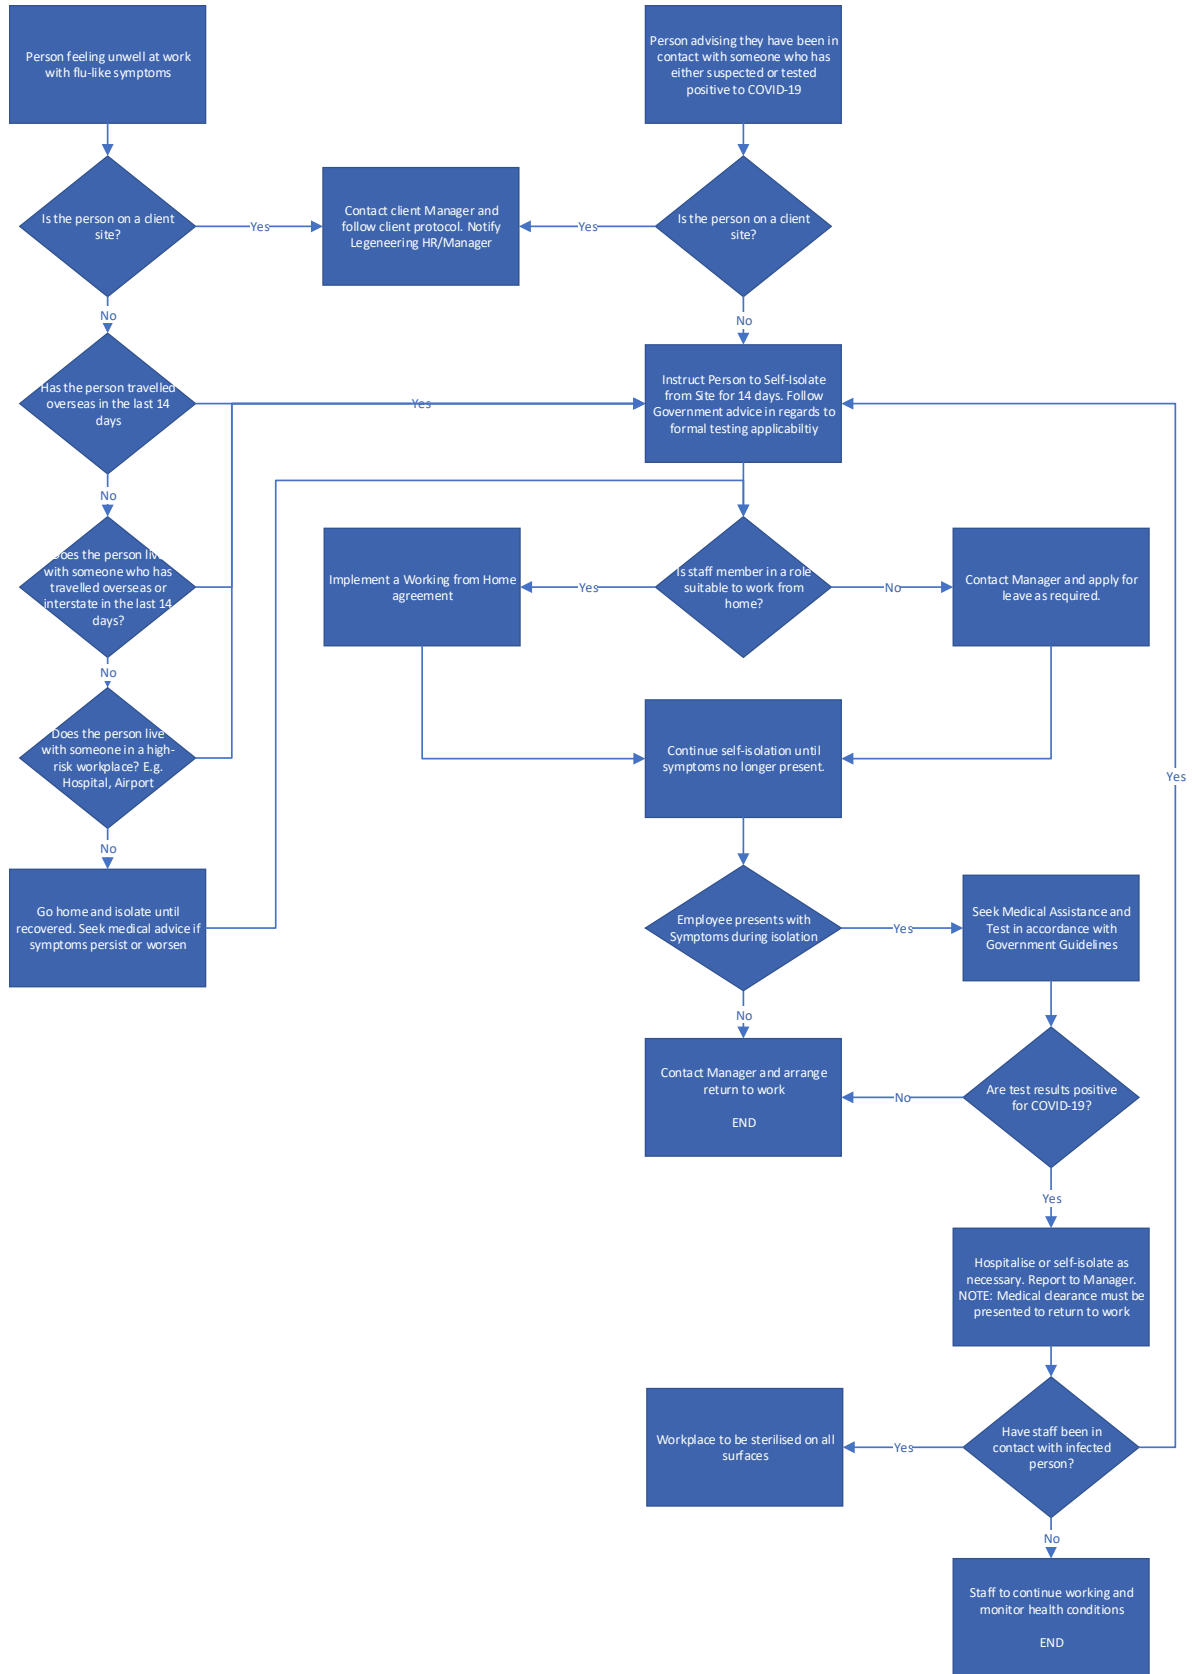 Person feeling unwell at work
with flu-like symptoms
Person advising they have been in
contact with someone who has
either suspected or tested
positive to COVID-19
Is the person on a client
site?
Yes
Contact client Manager and
follow client protocol. Notify
Legeneering HR/Manager
Yes
Is the person on a client
site?
No
No
Has the person travelled
overseas in the last 14
days
Yes
Instruct Person to Self-Isolate
from Site for 14 days. Follow
Government advice in regards to
formal testing applicabiltiy
No
Does the person live
with someone who has
travelled overseas or
interstate in the last 14
days?
Implement a Working from Home
agreement
Yes
Is staff member in a role
suitable to work from
home?
No
Contact Manager and apply for
leave as required.
No
Does the person live
with someone in a high-
risk workplace? E.g.
Hospital, Airport
Continue self-isolation until
symptoms no longer present.
Yes
No
Go home and isolate until
recovered. Seek medical advice if
symptoms persist or worsen
Employee presents with
Symptoms during isolation
Yes
Seek Medical Assistance and
Test in accordance with
Government Guidelines
No
Contact Manager and arrange
return to work
END
No
Are test results positive
for COVID-19?
Yes
Hospitalise or self-isolate as
necessary. Report to Manager.
NOTE: Medical clearance must be
presented to return to work
Workplace to be sterilised on all
surfaces
Yes
Have staff been in
contact with infected
person?
No
Staff to continue working and
monitor health conditions
END